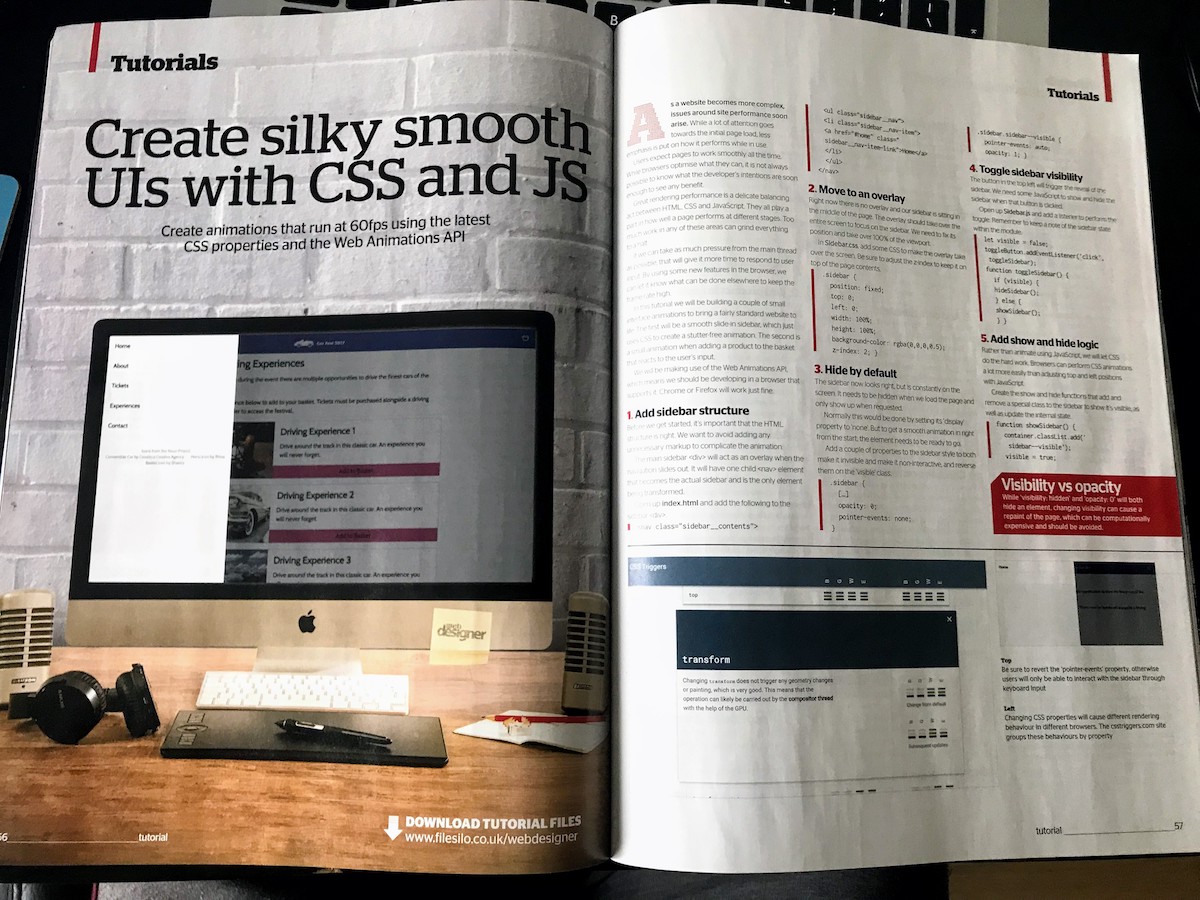 Tutorials
Create silky smooth
UIs with CSS and JS
Create animations that run at 60fps using the latest
CSS properties and the Web Animations API
Home
About
Tickets
Experiences
Contact
Car Fest 2017
Driving Experience 1
Drive around the track in this classic car. An experience you
will never forget.
Add to Basket
Driving Experience 2
Drive around the track in this classic car. An experience you
will never forget
Add to Basket
Driving Experience 3
Drive around the track in this classic car. An experience you
web
designer
DOWNLOAD TUTORIAL FILES
www.filesilo.co.uk/webdesigner
tutorial
Tutorials
As a website becomes more complex,
issues around site performance soon
arise. While a lot of attention goes
towards the initial page load, less
emphasis is put on how it performs while in use
Users expect pages to work smoothly all the time.
While browsers optimise what they can, it is not always
possible to know what the developer's intentions are soon
enough to see any benefit.
Great rendering performance is a delicate balancing
act between HTML, CSS and JavaScript. They all play a
part in how well a page performs at different stages. Too
much work in any of these areas can grind everything
to a halt
If we can take as much pressure from the main thread
as possible, that will give it more time to respond to user
input. By using some new features in the browser, we
can let it know what can be done elsewhere to keep the
framerate high.
In this tutorial we will be building a couple of small
interface animations to bring a fairly standard website to
life. The first will be a smooth slide in sidebar, which just
uses CSS to create a stutter-free animation. The second is
a small animation when adding a product to the basket
that reacts to the user's input.
We will be making use of the Web Animations API,
which means we should be developing in a browser that
supports it. Chrome or Firefox will work just fine.
1. Add sidebar structure
Before we get started, it's important that the HTML
structure is right. We want to avoid adding any
unnecessary markup to complicate the animation.
The main sidebar <div> will act as an overlay when the
navigation slides out. It will have one child <nav> element
that becomes the actual sidebar and is the only element
being transformed.
Open up index.html and add the following to the
sidebar <div>
<nav class="sidebar__contents">
<ul class="sidebar__nav">
<li class="sidebar__nav-item">
<a href="#home" class="
sidebar__nav-item-link">Home</a>
</li>
</ul>
</nav>
2. Move to an overlay
Right now there is no overlay and our sidebar is sitting in
the middle of the page. The overlay should take over the
entire screen to focus on the sidebar. We need to fix its
position and take over 100% of the viewport.
In Sidebar.css, add some CSS to make the overlay take
over the screen. Be sure to adjust the z-index to keep it on
top of the page contents.
.sidebar {
position: fixed;
top: 0;
left: 0;
width: 100%;
height: 100%;
background-color: rgba(0,0,0,0.5);
z-index: 2; }
3. Hide by default
The sidebar now looks right, but is constantly on the
screen. It needs to be hidden when we load the page and
only show up when requested.
Normally this would be done by setting its 'display'
property to 'none'. But to get a smooth animation in right
from the start, the element needs to be ready to go.
Add a couple of properties to the sidebar style to both
make it invisible and make it non-interactive, and reverse
them on the 'visible' class.
.sidebar {
[…]
opacity: 0;
pointer-events: none;
}
.sidebar.sidebar--visible {
pointer-events: auto;
opacity: 1; }
4. Toggle sidebar visibility
The button in the top left will trigger the reveal of the
sidebar. We need some JavaScript to show and hide the
sidebar when that button is clicked.
Open up Sidebar.js and add a listener to perform the
toggle. Remember to keep a note of the sidebar state
within the module.
let visible = false;
toggleButton.addEventListener('click',
toggleSidebar);
function toggleSidebar() {
if (visible) {
hideSidebar();
} else {
showSidebar();
} }
5. Add show and hide logic
Rather than animate using JavaScript, we will let CSS
do the hard work. Browsers can perform CSS animations
a lot more easily than adjusting top and left positions
with JavaScript.
Create the show and hide functions that add and
remove a special class to the sidebar to show it's visible, as
well as update the internal state.
function showSidebar() {
container.classList.add('
sidebar--visible');
visible = true;
Visibility vs opacity
While 'visibility: hidden' and 'opacity: 0' will both
hide an element, changing visibility can cause a
repaint of the page, which can be computationally
expensive and should be avoided.
CSS Triggers
B G W E
B G W E
top
transform
Changing transform does not trigger any geometry changes
or painting, which is very good. This means that the
operation can likely be carried out by the compositor thread
with the help of the GPU.
Change from default
Subsequent updates
Top
Be sure to revert the 'pointer-events' property, otherwise
users will only be able to interact with the sidebar through
keyboard input
Left
Changing CSS properties will cause different rendering
behaviour in different browsers. The csstriggers.com site
groups these behaviours by property
tutorial
57